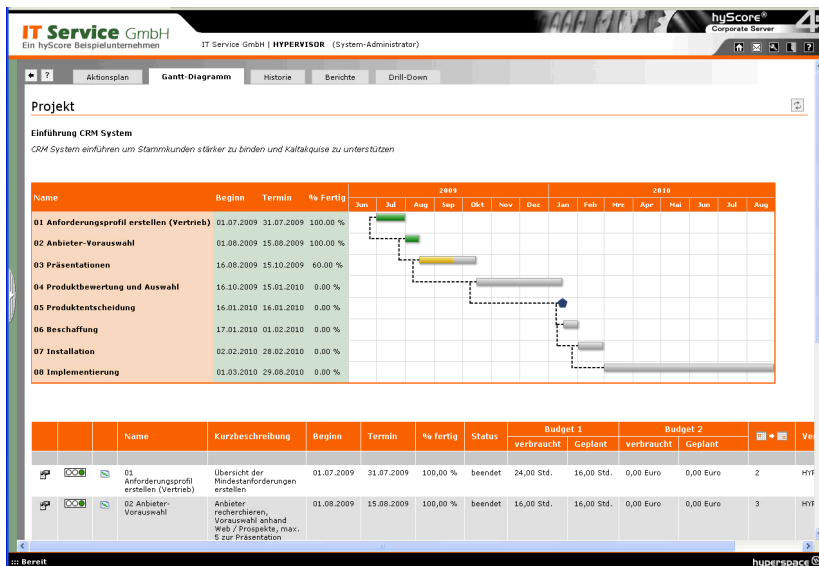 IT Service GmbH
Ein hyScore Beispielunternehmen
IT Service GmbH | HYPERVISOR (System-Administrator)
hyScore®
Corporate Server
4
?
?
Aktionsplan Gantt-Diagramm Historie Berichte Drill-Down
Projekt
Einführung CRM System
CRM System einführen um Stammkunden stärker zu binden und Kaltakquise zu unterstützen
Name Beginn Termin % Fertig 2009 2010
Jun Jul Aug Sep Okt Nov Dez Jan Feb Mrz Apr Mai Jun Jul Aug
01 Anforderungsprofil erstellen (Vertrieb) 01.07.2009 31.07.2009 100.00 %
02 Anbieter-Vorauswahl 01.08.2009 15.08.2009 100.00 %
03 Präsentationen 16.08.2009 15.10.2009 60.00 %
04 Produktbewertung und Auswahl 16.10.2009 15.01.2010 0.00 %
05 Produktentscheidung 16.01.2010 16.01.2010 0.00 %
06 Beschaffung 17.01.2010 01.02.2010 0.00 %
07 Installation 02.02.2010 28.02.2010 0.00 %
08 Implementierung 01.03.2010 29.08.2010 0.00 %
Name Kurzbeschreibung Beginn Termin % fertig Status Budget 1 Budget 2 Ve
verbraucht Geplant verbraucht Geplant
01 Übersicht der 01.07.2009 31.07.2009 100,00 % beendet 24,00 Std. 16,00 Std. 0,00 Euro 0,00 Euro 2 HYP
Anforderungsprofil Mindestanforderungen
erstellen (Vertrieb) erstellen
02 Anbieter- Anbieter 01.08.2009 15.08.2009 100,00 % beendet 16,00 Std. 16,00 Std. 0,00 Euro 0,00 Euro 3 HYP
Vorauswahl recherchieren,
Vorauswahl anhand
Web / Prospekte, max.
5 zur Präsentation
::: Bereit
hyperspace